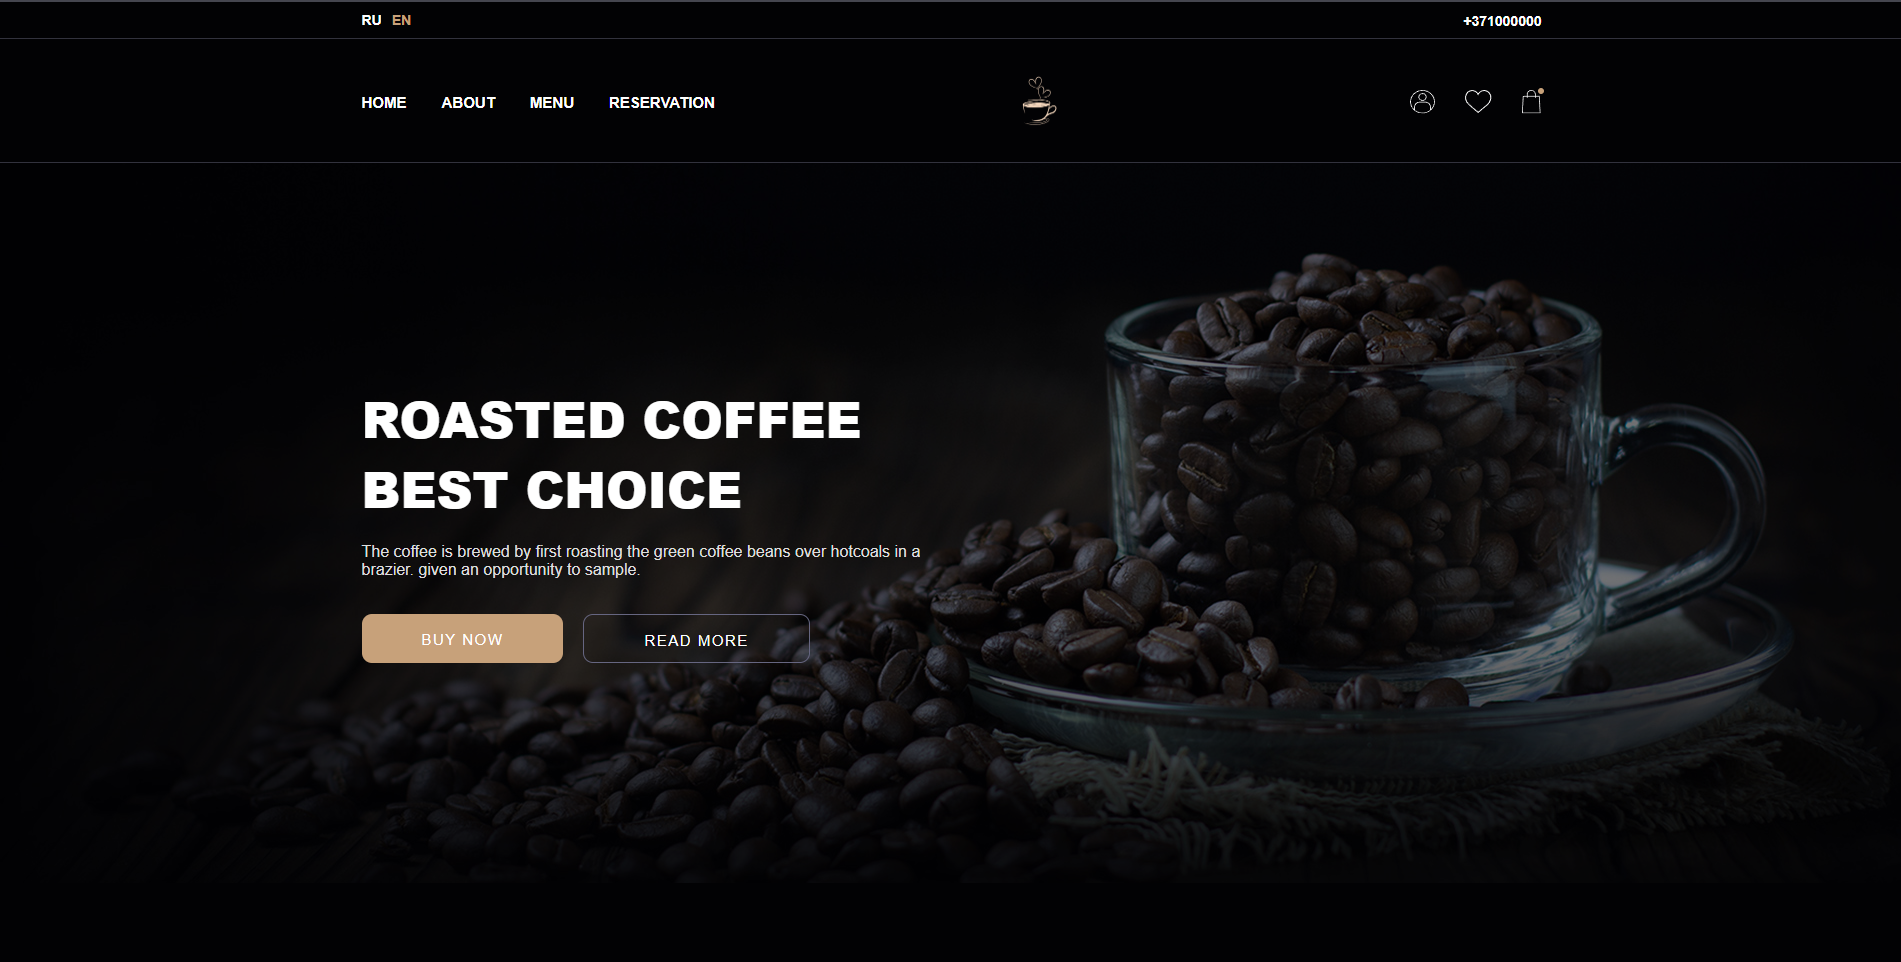 RU EN
+371000000
HOME ABOUT MENU RESERVATION
ROASTED COFFEE
BEST CHOICE
The coffee is brewed by first roasting the green coffee beans over hotcoals in a
brazier. given an opportunity to sample.
BUY NOW READ MORE